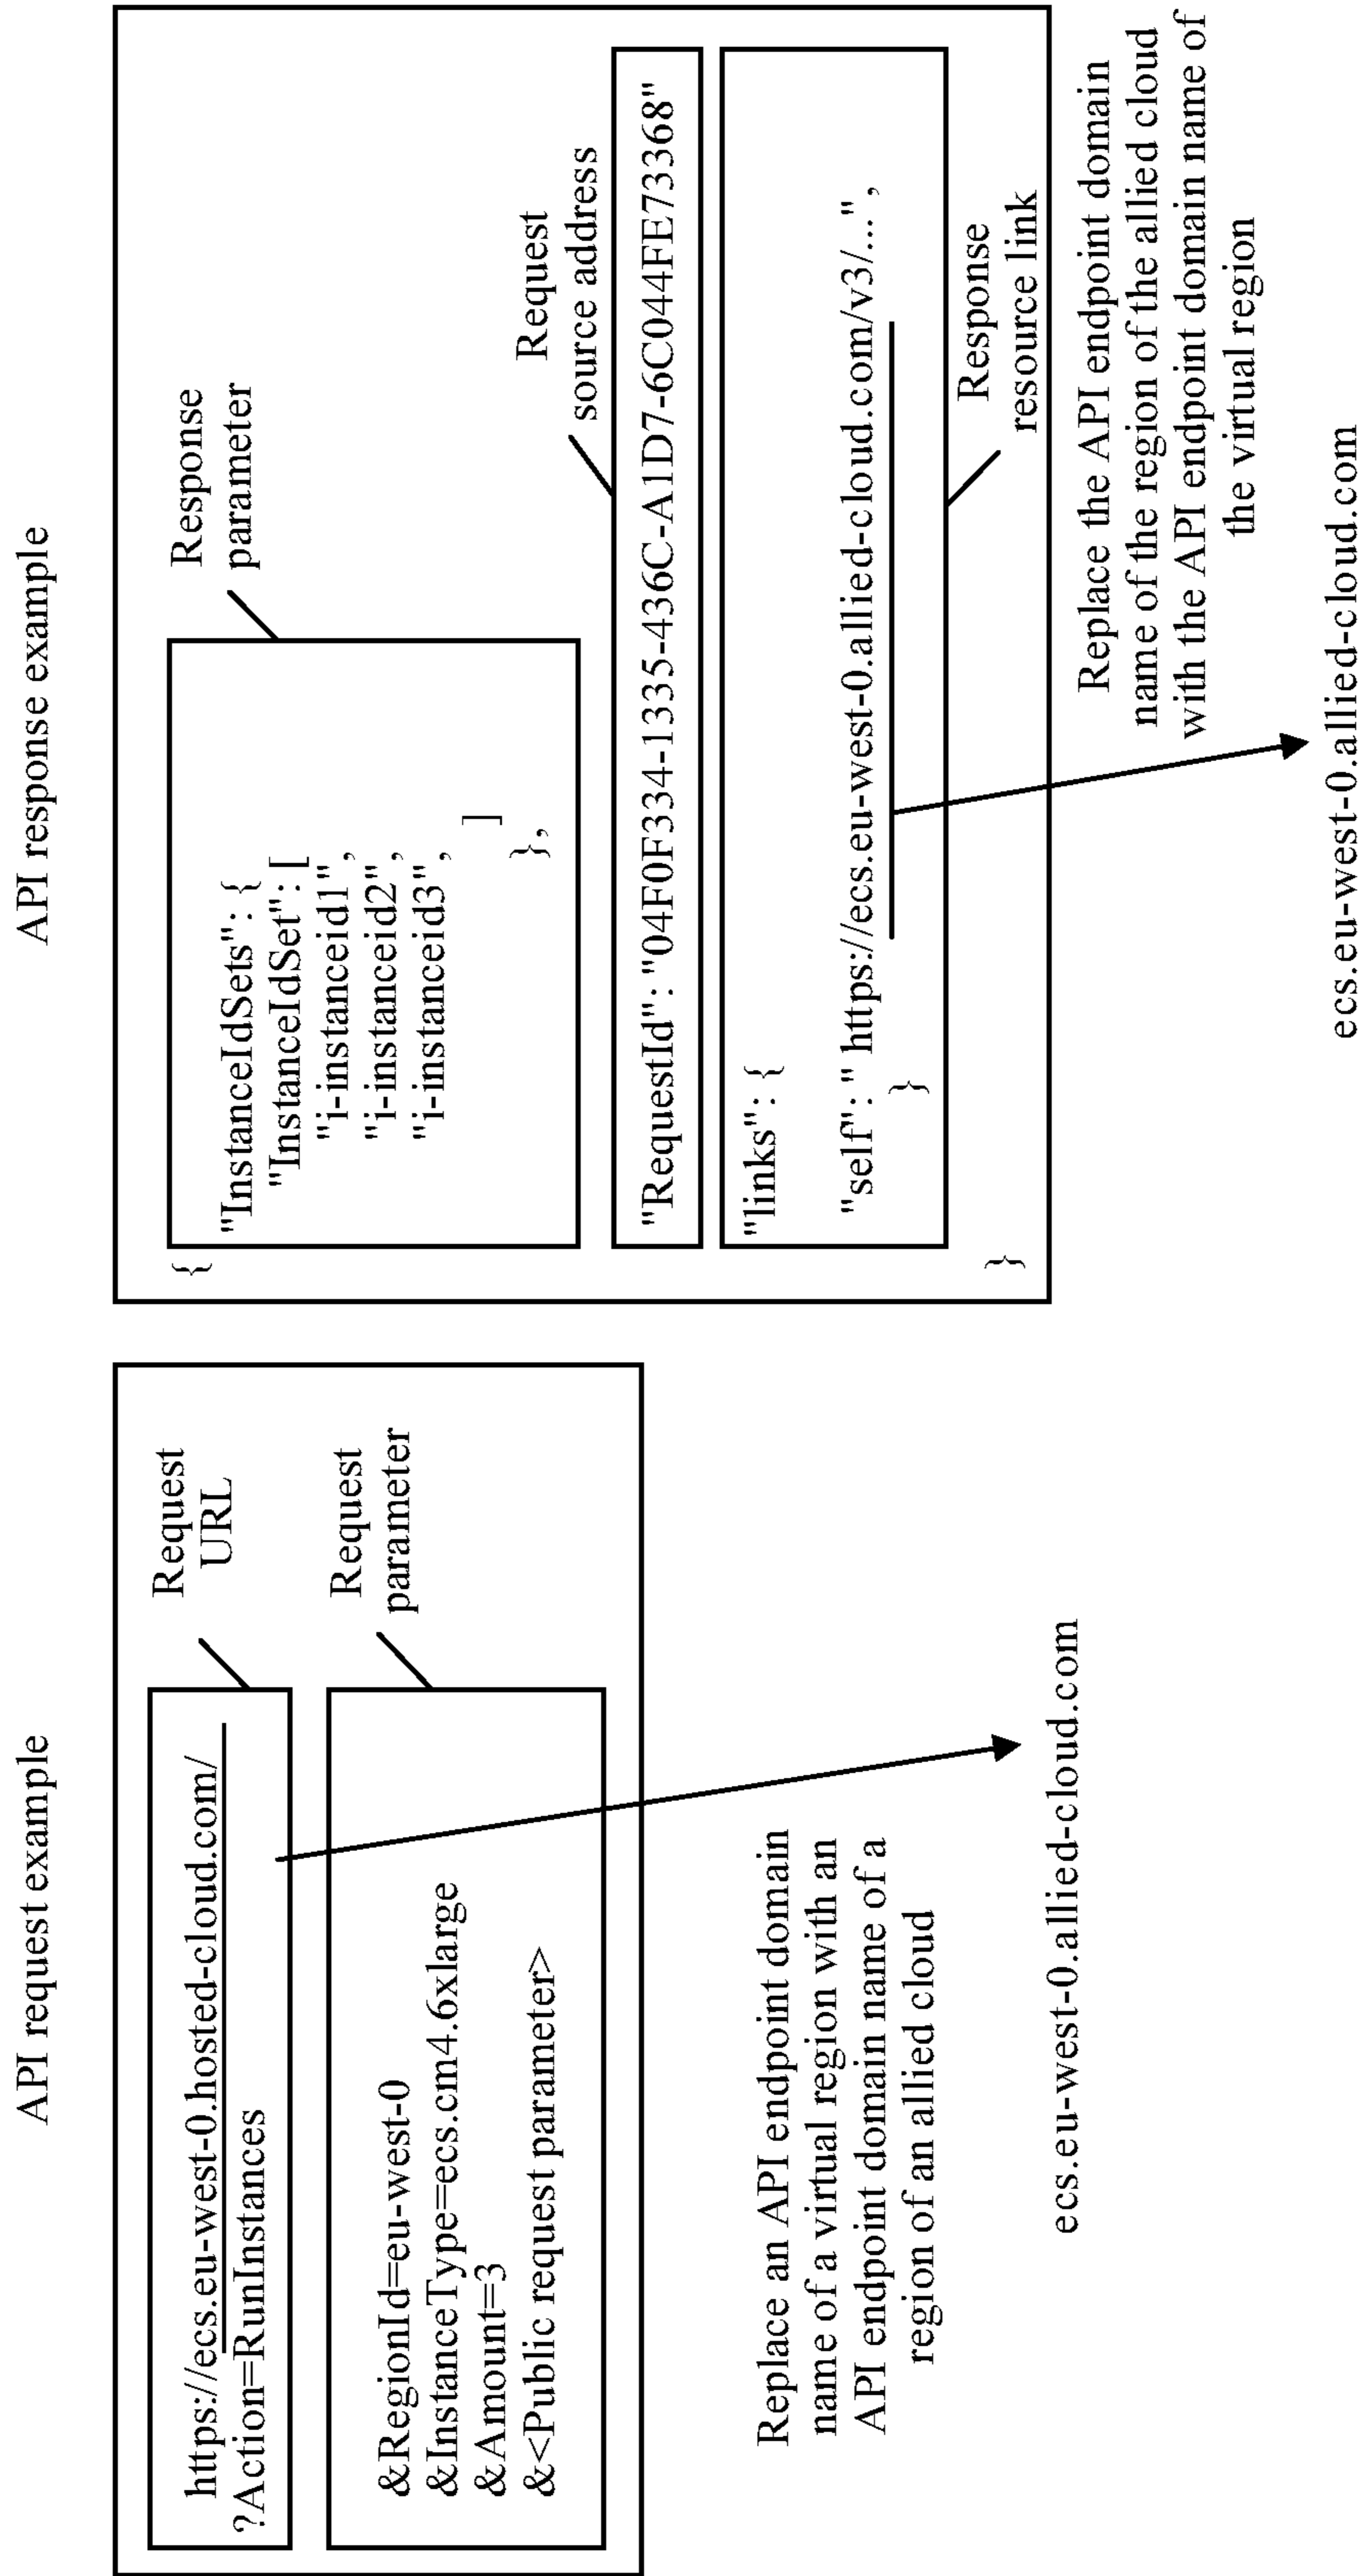 API request example
https://ecs.eu-west-0.hosted-cloud.com/
?Action=RunInstances
Request
URL
&RegionId=eu-west-0
&InstanceType=ecs.cm4.6xlarge
&Amount=3
&<Public request parameter>
Request
parameter
Replace an API endpoint domain
name of a virtual region with an
API endpoint domain name of a
region of an allied cloud
ecs.eu-west-0.allied-cloud.com
API response example
{
"InstanceIdSets": {
"InstanceIdSet": [
"i-instanceid1",
"i-instanceid2",
"i-instanceid3",
]
},
Response
parameter
"RequestId": "04F0F334-1335-436C-A1D7-6C044FE73368"
Request
source address
"links": {
"self": " https://ecs.eu-west-0.allied-cloud.com/v3/...",
}
Response
resource link
}
Replace the API endpoint domain
name of the region of the allied cloud
with the API endpoint domain name of
the virtual region
ecs.eu-west-0.allied-cloud.com